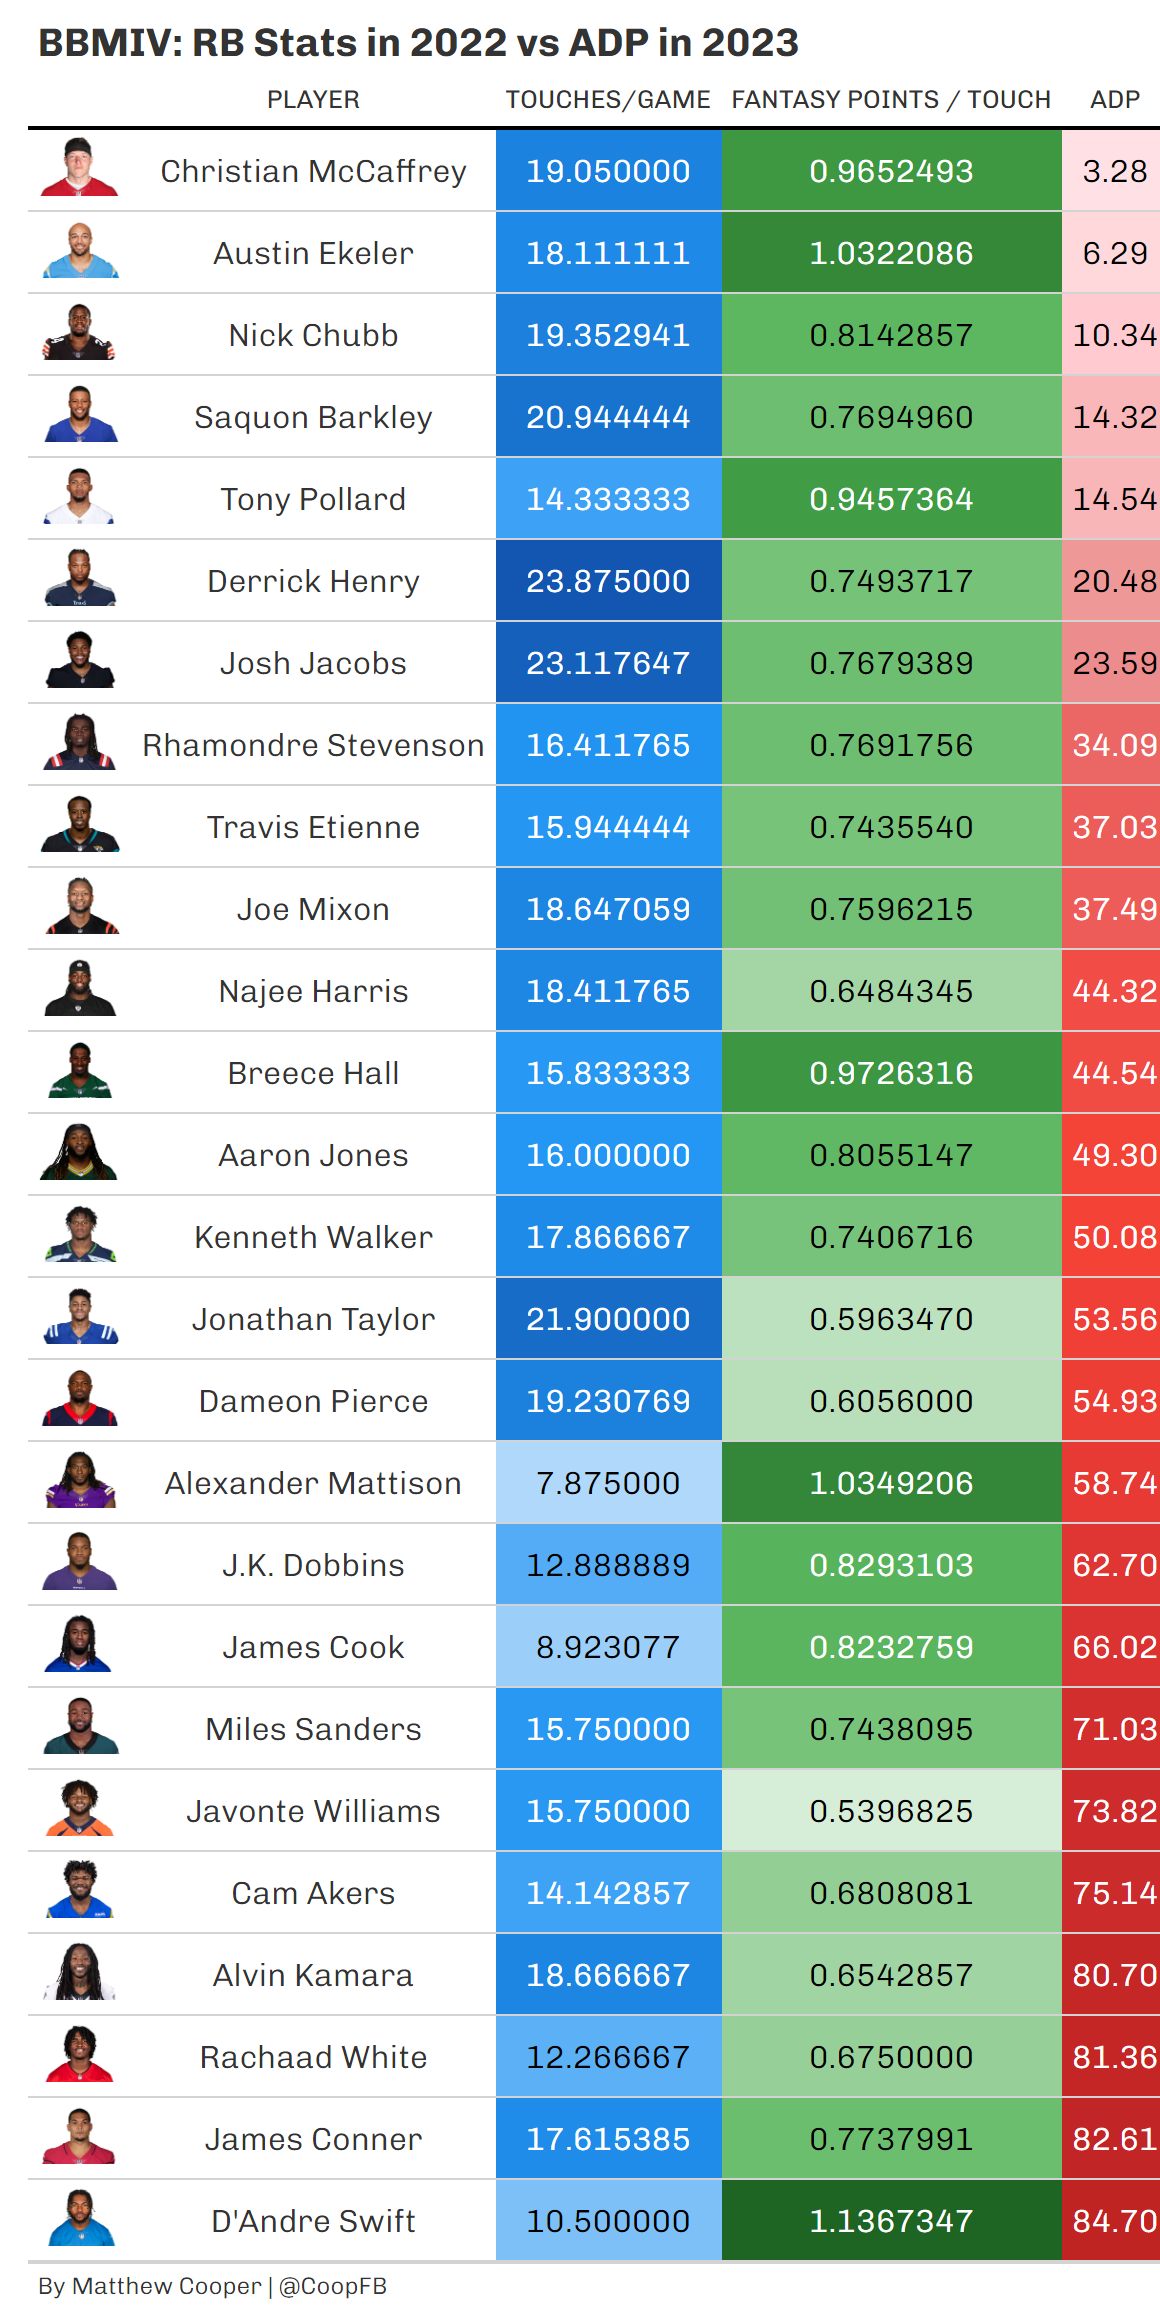 BBMIV: RB Stats in 2022 vs ADP in 2023
PLAYER TOUCHES/GAME FANTASY POINTS / TOUCH ADP
Christian McCaffrey 19.050000 0.9652493 3.28
Austin Ekeler 18.111111 1.0322086 6.29
Nick Chubb 19.352941 0.8142857 10.34
Saquon Barkley 20.944444 0.7694960 14.32
Tony Pollard 14.333333 0.9457364 14.54
Derrick Henry 23.875000 0.7493717 20.48
Josh Jacobs 23.117647 0.7679389 23.59
Rhamondre Stevenson 16.411765 0.7691756 34.09
Travis Etienne 15.944444 0.7435540 37.03
Joe Mixon 18.647059 0.7596215 37.49
Najee Harris 18.411765 0.6484345 44.32
Breece Hall 15.833333 0.9726316 44.54
Aaron Jones 16.000000 0.8055147 49.30
Kenneth Walker 17.866667 0.7406716 50.08
Jonathan Taylor 21.900000 0.5963470 53.56
Dameon Pierce 19.230769 0.6056000 54.93
Alexander Mattison 7.875000 1.0349206 58.74
J.K. Dobbins 12.888889 0.8293103 62.70
James Cook 8.923077 0.8232759 66.02
Miles Sanders 15.750000 0.7438095 71.03
Javonte Williams 15.750000 0.5396825 73.82
Cam Akers 14.142857 0.6808081 75.14
Alvin Kamara 18.666667 0.6542857 80.70
Rachaad White 12.266667 0.6750000 81.36
James Conner 17.615385 0.7737991 82.61
D'Andre Swift 10.500000 1.1367347 84.70
By Matthew Cooper | @CoopFB